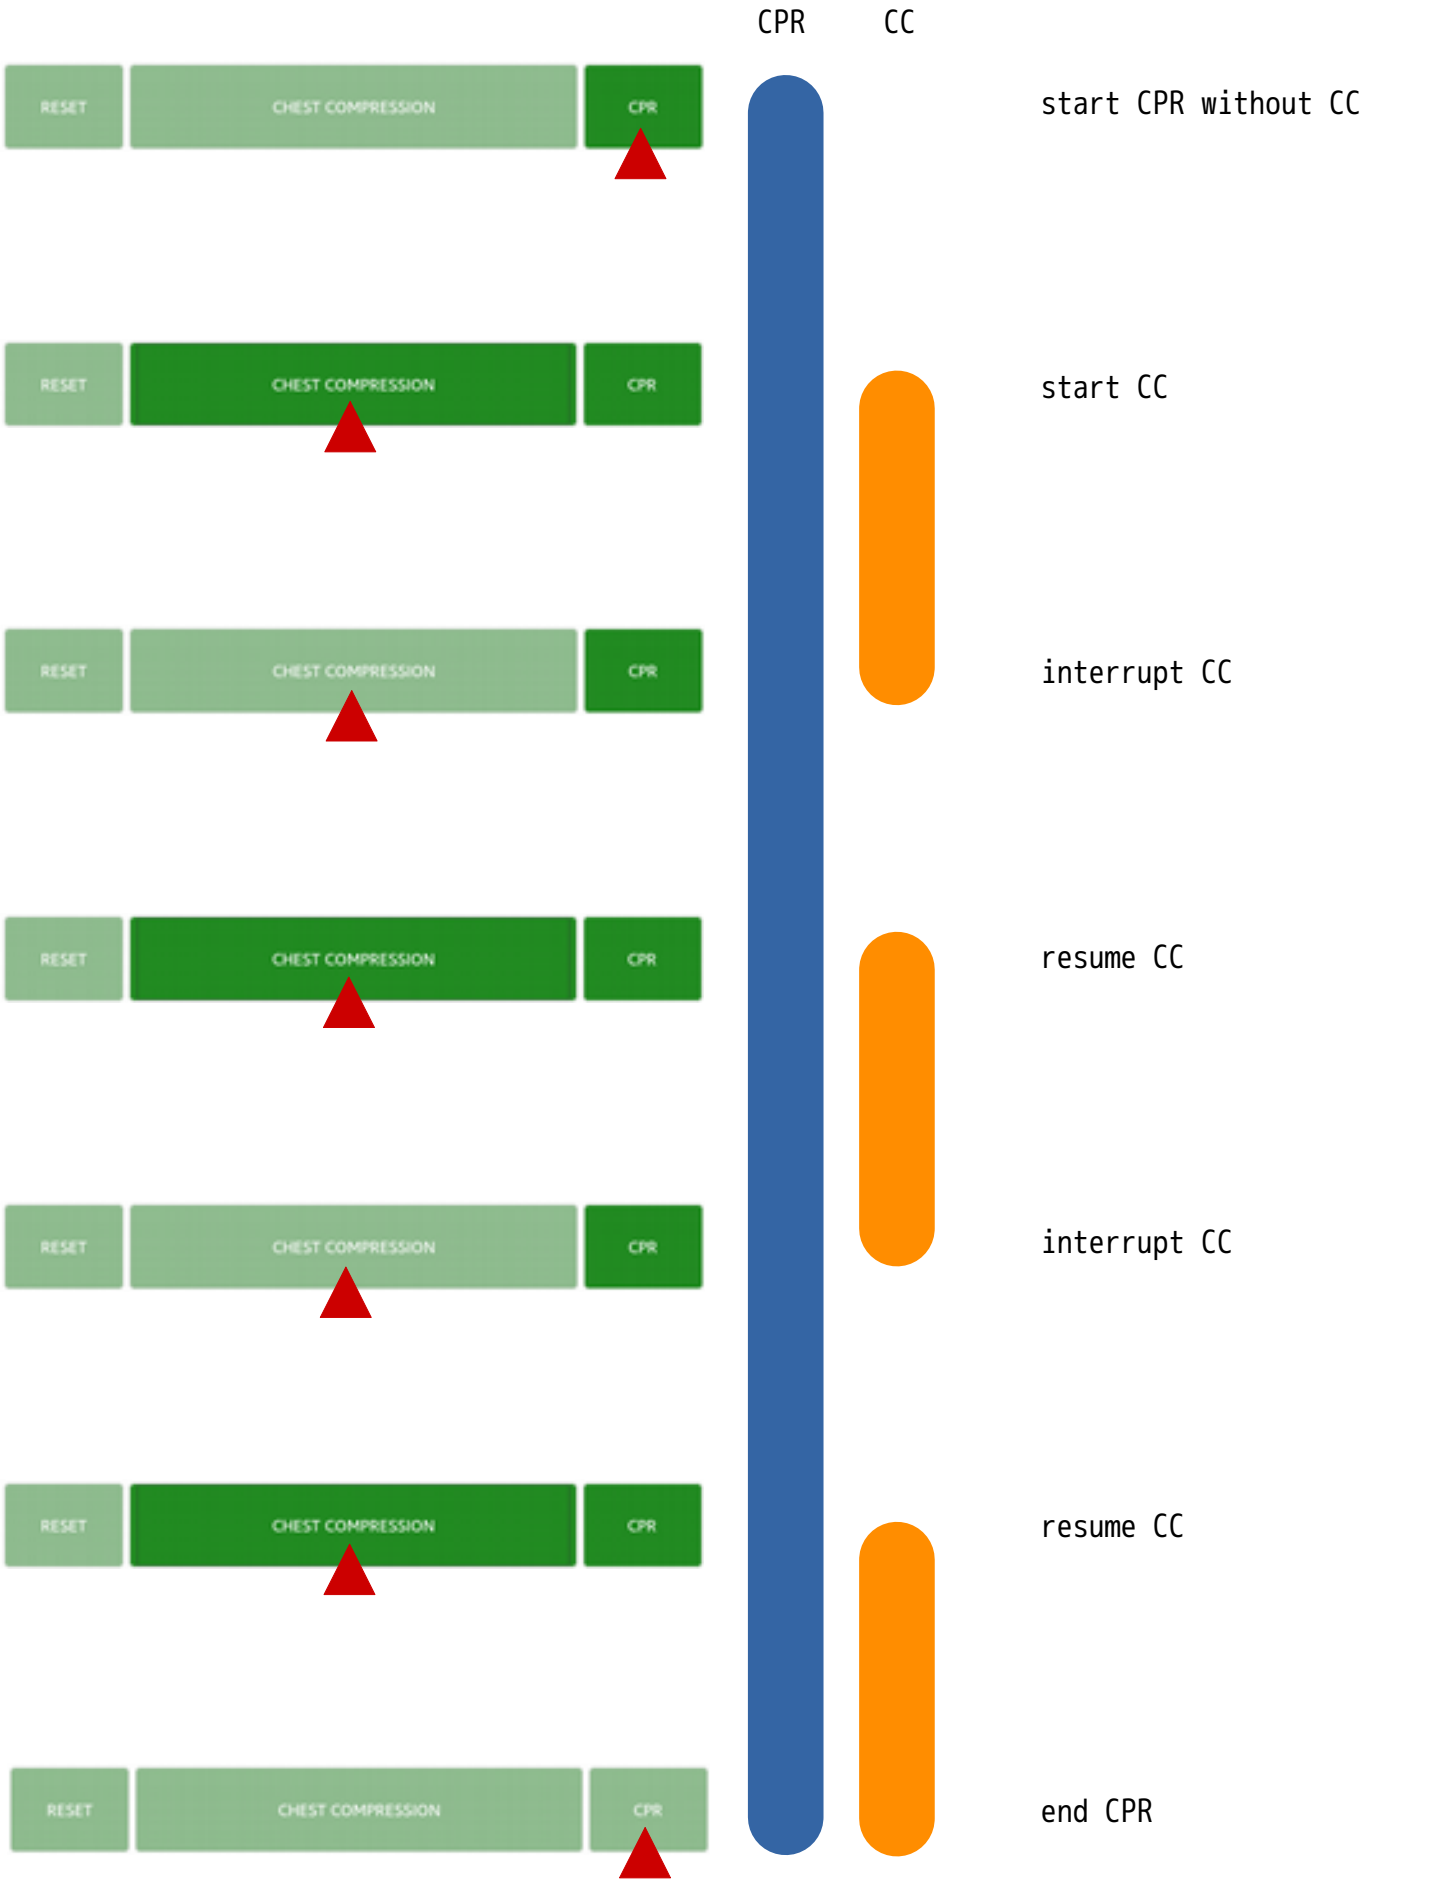 CPR CC
RESET CHEST COMPRESSION CPR start CPR without CC
RESET CHEST COMPRESSION CPR start CC
RESET CHEST COMPRESSION CPR interrupt CC
RESET CHEST COMPRESSION CPR resume CC
RESET CHEST COMPRESSION CPR interrupt CC
RESET CHEST COMPRESSION CPR resume CC
RESET CHEST COMPRESSION CPR end CPR